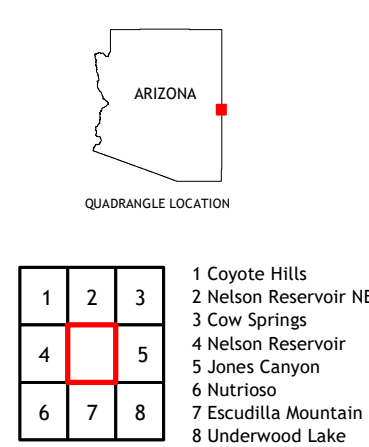 ARIZONA
QUADRANGLE LOCATION
1 2 3
4 5
6 7 8
1 Coyote Hills
2 Nelson Reservoir NE
3 Cow Springs
4 Nelson Reservoir
5 Jones Canyon
6 Nutrioso
7 Escudilla Mountain
8 Underwood Lake